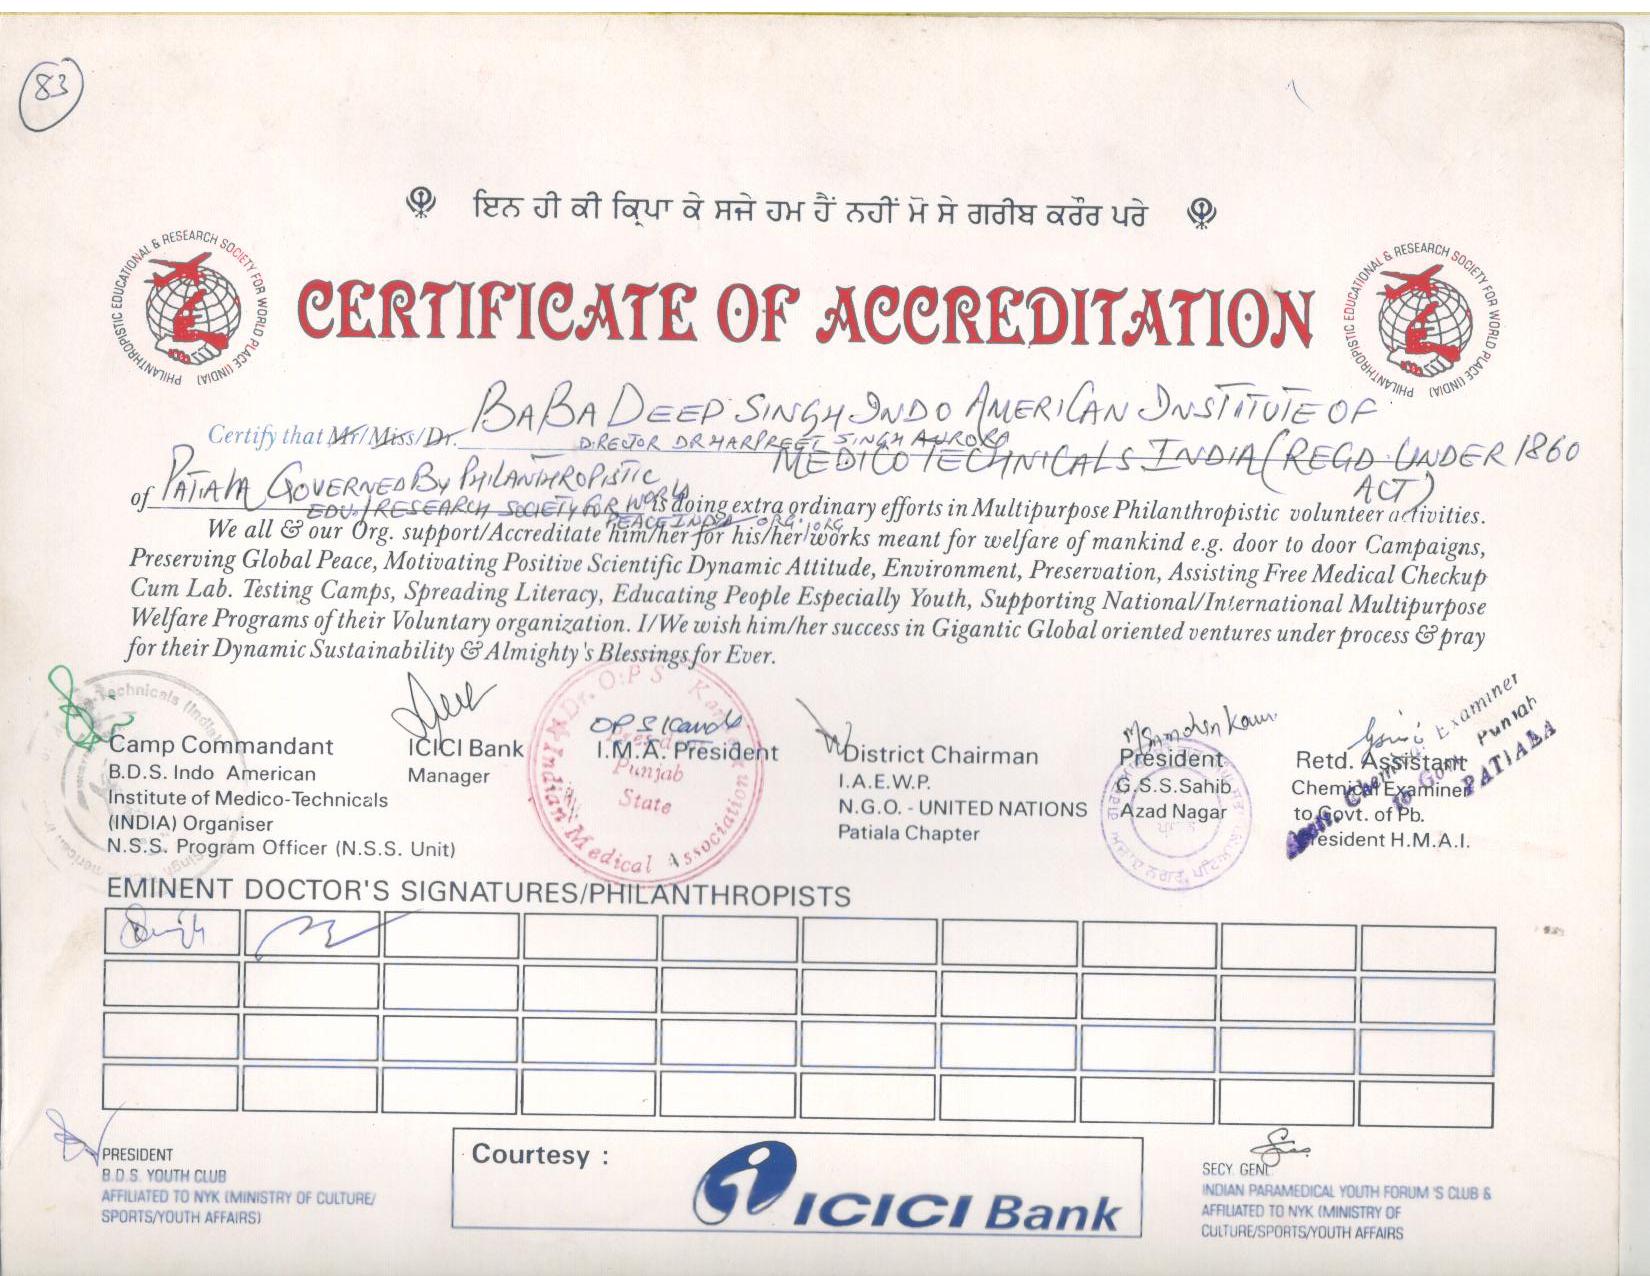 83
ਇਨ ਹੀ ਕੀ ਕ੍ਰਿਪਾ ਕੇ ਸਜੇ ਹਮ ਹੈਂ ਨਹੀਂ ਮੋ ਸੇ ਗਰੀਬ ਕਰੌਰ ਪਰੇ
PHILANTHROPISTIC EDUCATIONAL & RESEARCH SOCIETY FOR WORLD PLACE (INDIA)
CERTIFICATE OF ACCREDITATION
PHILANTHROPISTIC EDUCATIONAL & RESEARCH SOCIETY FOR WORLD PLACE (INDIA)
BABA DEEP SINGH INDO AMERICAN INSTITUTE OF
Certify that Mr/Miss/Dr. DIRECTOR DR HARPREET SINGH AURORA
MEDICO TECHNICALS INDIA (REGD UNDER 1860 ACT)
of PATIALA GOVERNED BY PHILANTHROPISTIC
EDU./RESEARCH SOCIETY FOR WORLD is doing extra ordinary efforts in Multipurpose Philanthropistic volunteer activities.
PEACE INDIA .ORG.
We all & our Org. support/Accreditate him/her for his/her works meant for welfare of mankind e.g. door to door Campaigns,
Preserving Global Peace, Motivating Positive Scientific Dynamic Attitude, Environment, Preservation, Assisting Free Medical Checkup
Cum Lab. Testing Camps, Spreading Literacy, Educating People Especially Youth, Supporting National/International Multipurpose
Welfare Programs of their Voluntary organization. I/We wish him/her success in Gigantic Global oriented ventures under process & pray
for their Dynamic Sustainability & Almighty's Blessings for Ever.
Camp Commandant
B.D.S. Indo American
Institute of Medico-Technicals
(INDIA) Organiser
N.S.S. Program Officer (N.S.S. Unit)
ICICI Bank
Manager
Dr. O.P.S
Punjab
State
Indian Medical Association
OPS Kande
I.M.A. President
District Chairman
I.A.E.W.P.
N.G.O. - UNITED NATIONS
Patiala Chapter
Manmohan Kaur
President
G.S.S.Sahib
Azad Nagar
Chemical Examiner
to Govt Punjab
PATIALA
Retd. Assistant
Chemical Examiner
to Govt. of Pb.
President H.M.A.I.
EMINENT DOCTOR'S SIGNATURES/PHILANTHROPISTS
PRESIDENT
B.D.S. YOUTH CLUB
AFFILIATED TO NYK (MINISTRY OF CULTURE/
SPORTS/YOUTH AFFAIRS)
Courtesy :
ICICI Bank
SECY. GENL
INDIAN PARAMEDICAL YOUTH FORUM 'S CLUB &
AFFILIATED TO NYK (MINISTRY OF
CULTURE/SPORTS/YOUTH AFFAIRS